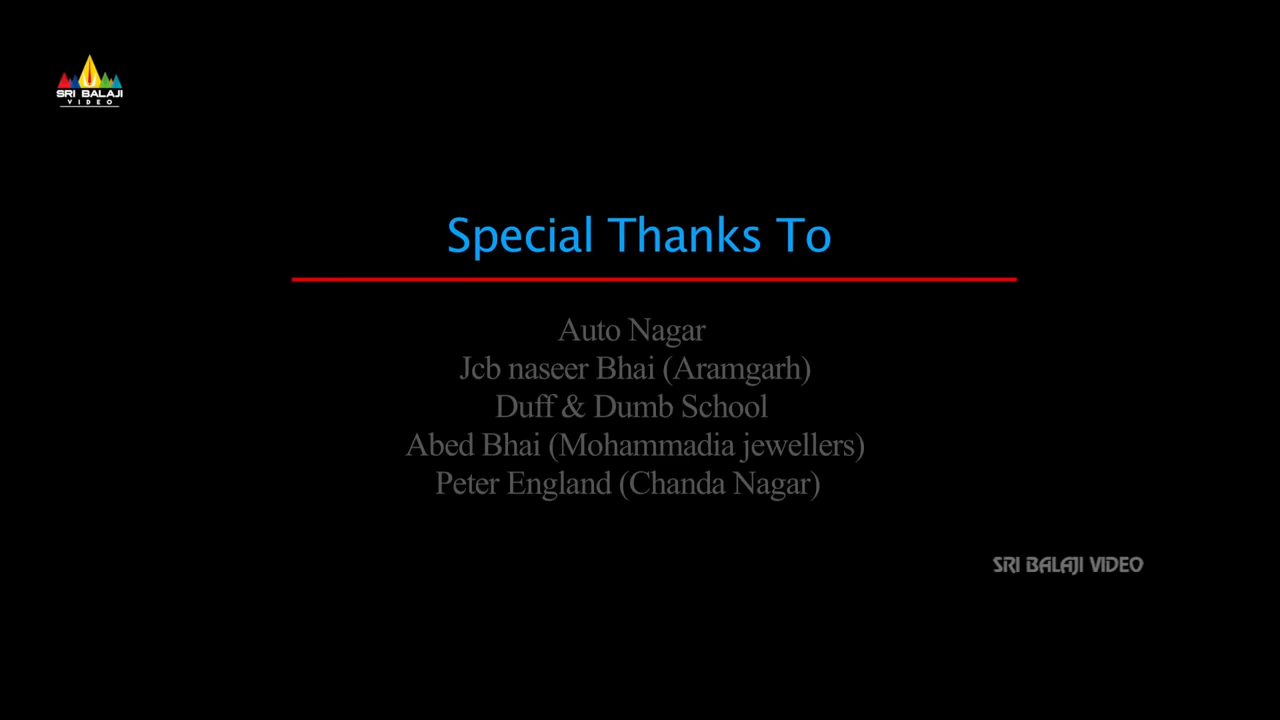 SRI BALAJI
VIDEO
Special Thanks To
Auto Nagar
Jcb naseer Bhai (Aramgarh)
Duff & Dumb School
Abed Bhai (Mohammadia jewellers)
Peter England (Chanda Nagar)
SRI BALAJI VIDEO